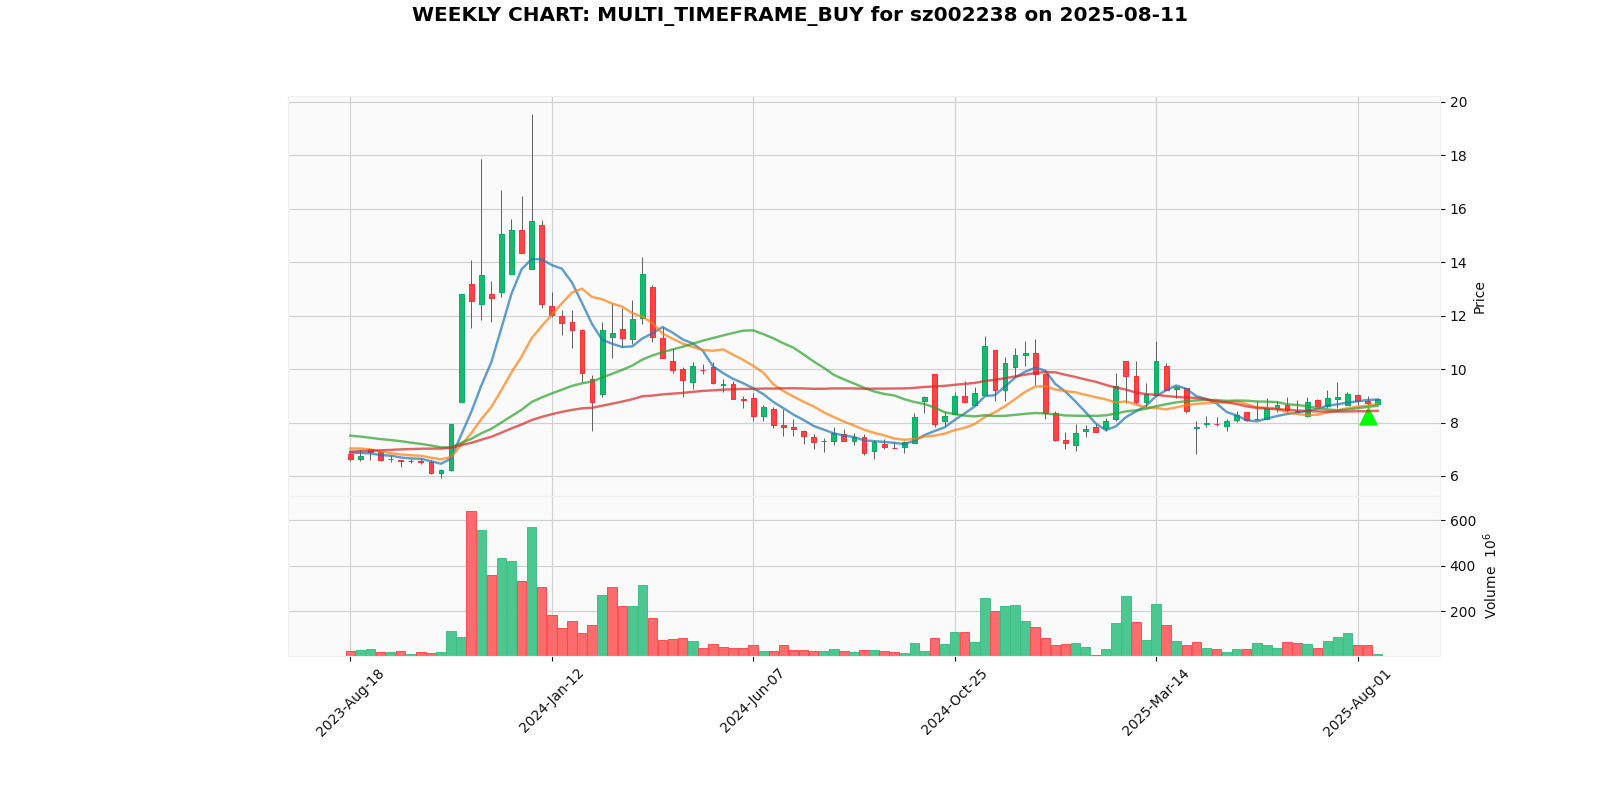 WEEKLY CHART: MULTI_TIMEFRAME_BUY for sz002238 on 2025-08-11
20
18
16
14
12
10
8
6
Price
600
400
200
Volume 10^6
2023-Aug-18
2024-Jan-12
2024-Jun-07
2024-Oct-25
2025-Mar-14
2025-Aug-01